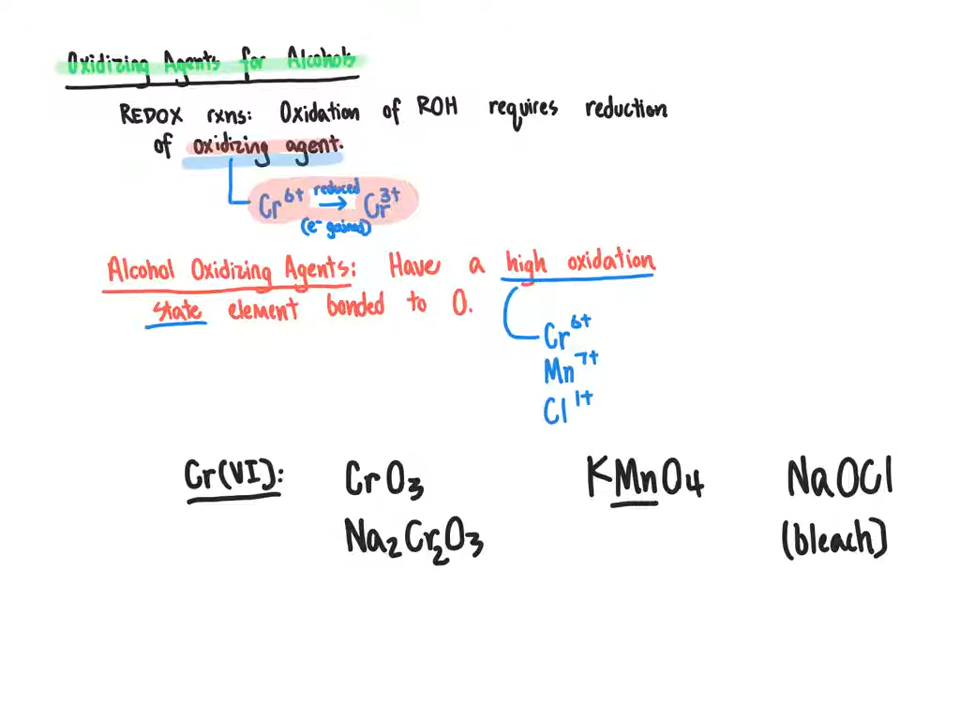 Oxidizing Agents for Alcohols
REDOX rxns: Oxidation of ROH requires reduction
of oxidizing agent.
Cr⁶⁺ reduced → Cr³⁺
(e⁻ gained)
Alcohol Oxidizing Agents: Have a high oxidation
state element bonded to O.
Cr⁶⁺
Mn⁷⁺
Cl¹⁺
Cr(VI): CrO₃ KMnO₄ NaOCl
Na₂Cr₂O₃ (bleach)